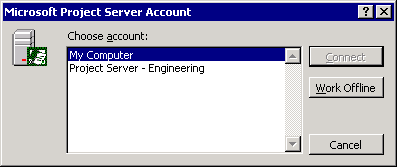 Microsoft Project Server Account
Choose account:
My Computer
Project Server - Engineering
Connect
Work Offline
Cancel